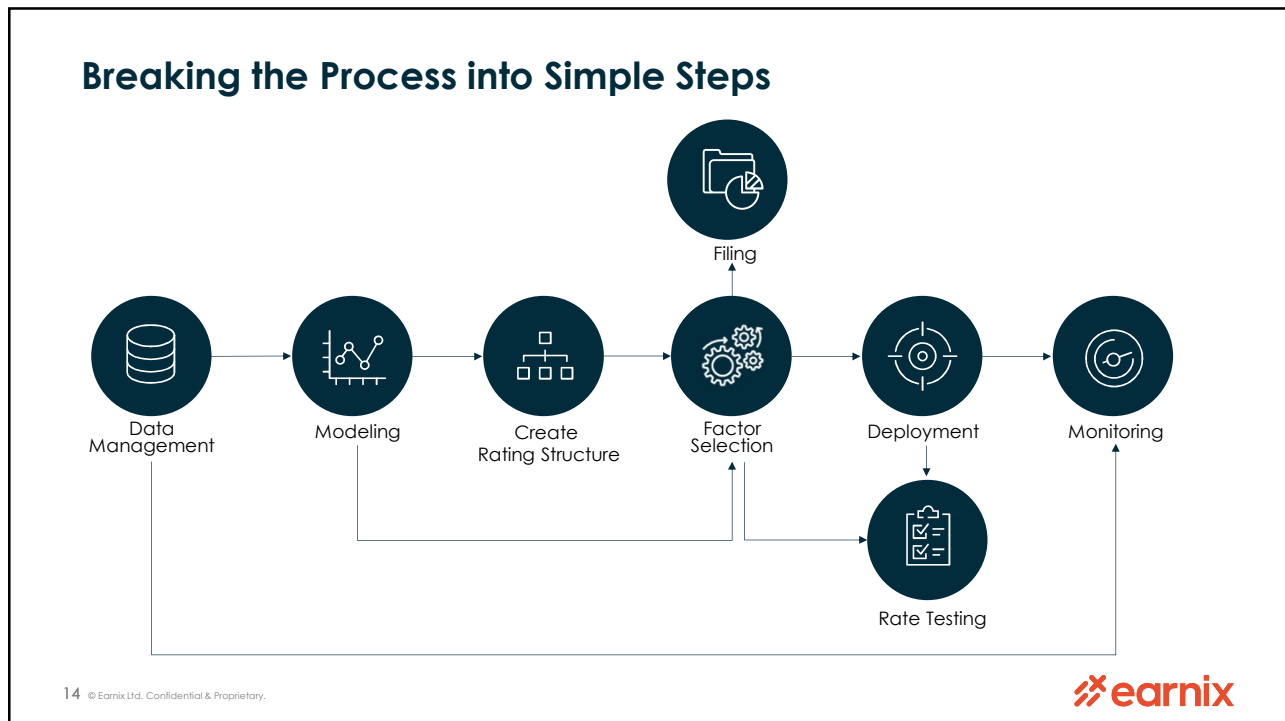 Breaking the Process into Simple Steps
Filing
Data
Management
Modeling
Create
Rating Structure
Factor
Selection
Deployment
Monitoring
Rate Testing
14 © Earnix Ltd. Confidential & Proprietary.
earnix